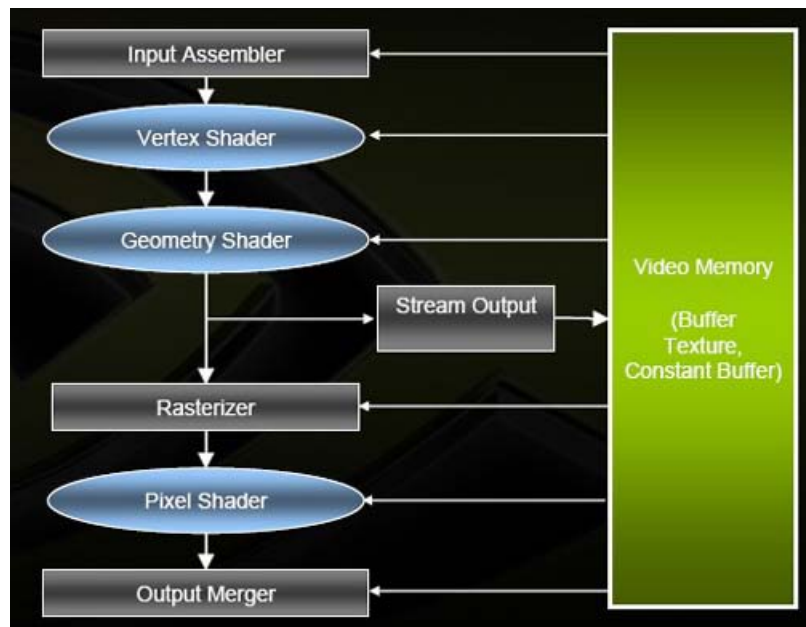 Input Assembler
Vertex Shader
Geometry Shader
Stream Output
Rasterizer
Pixel Shader
Output Merger
Video Memory
(Buffer
Texture,
Constant Buffer)